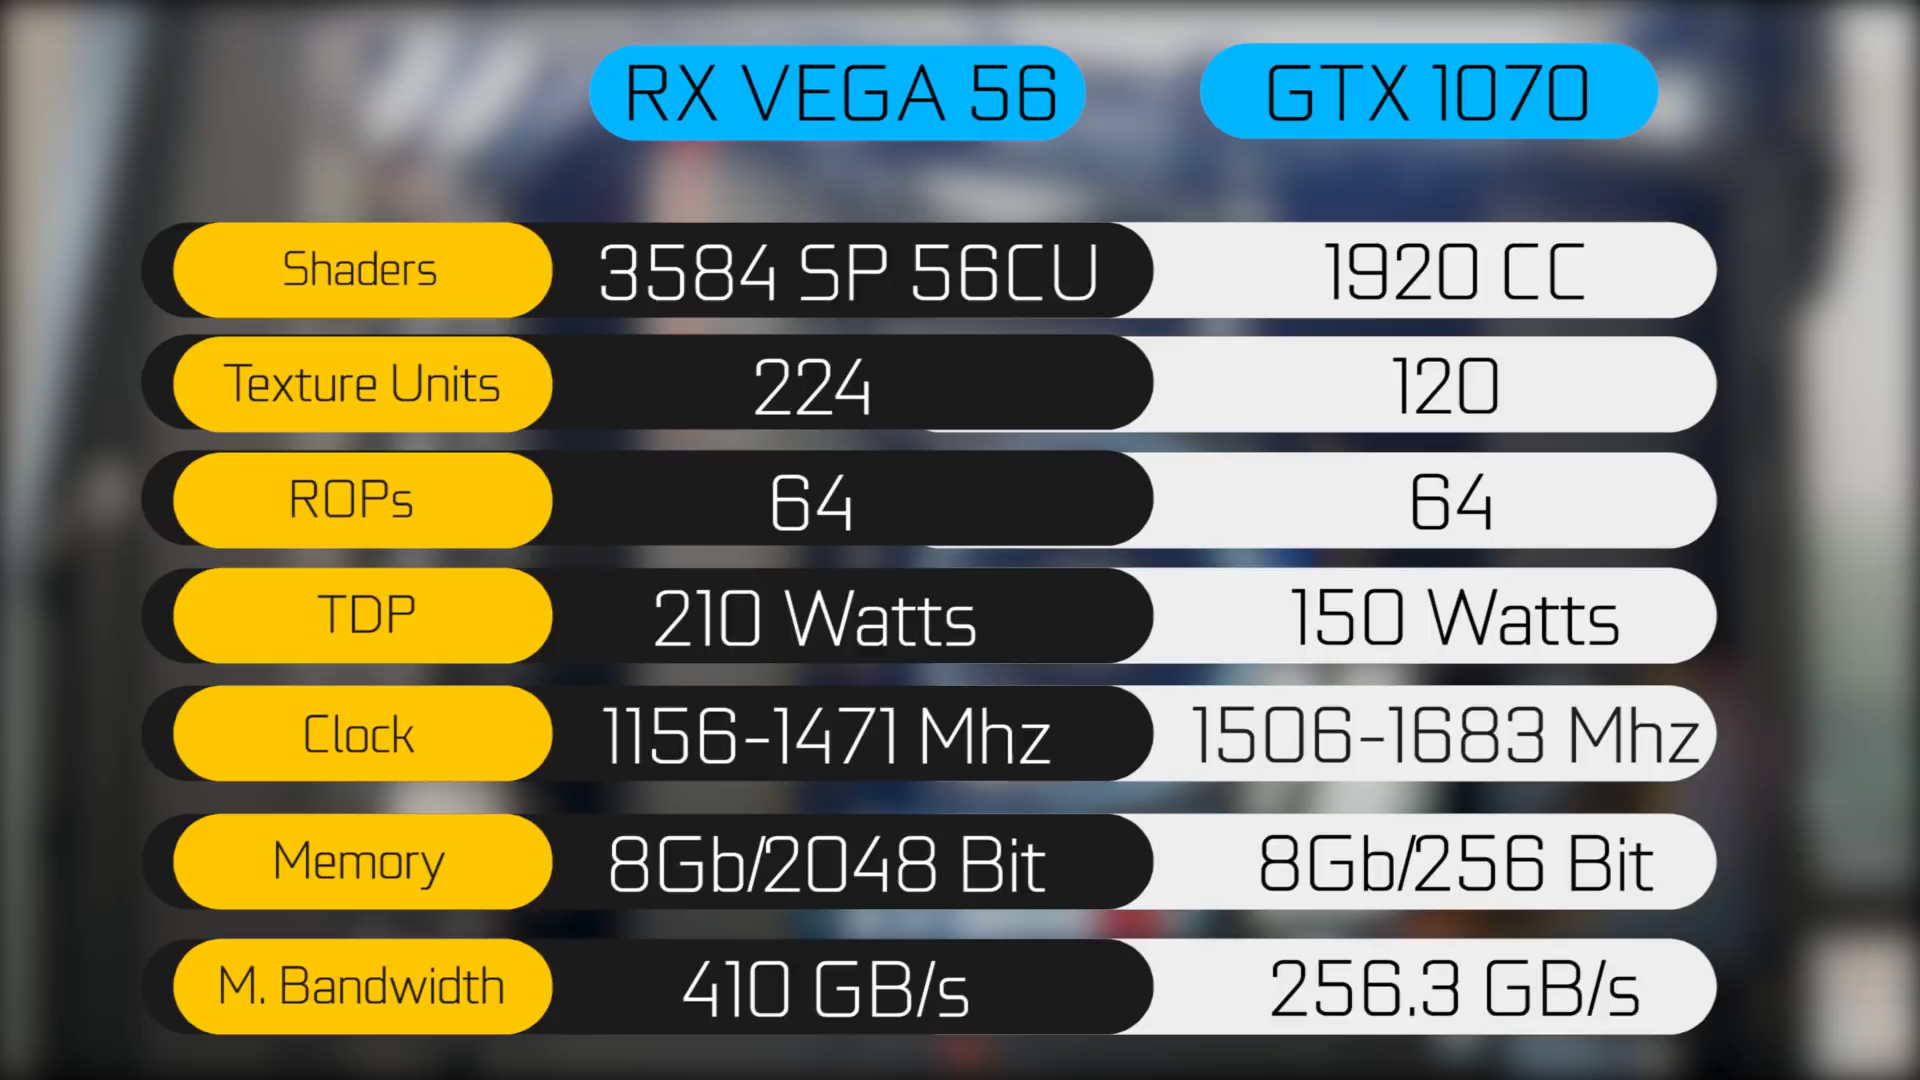 RX VEGA 56 GTX 1070
Shaders 3584 SP 56CU 1920 CC
Texture Units 224 120
ROPs 64 64
TDP 210 Watts 150 Watts
Clock 1156-1471 Mhz 1506-1683 Mhz
Memory 8Gb/2048 Bit 8Gb/256 Bit
M. Bandwidth 410 GB/s 256.3 GB/s